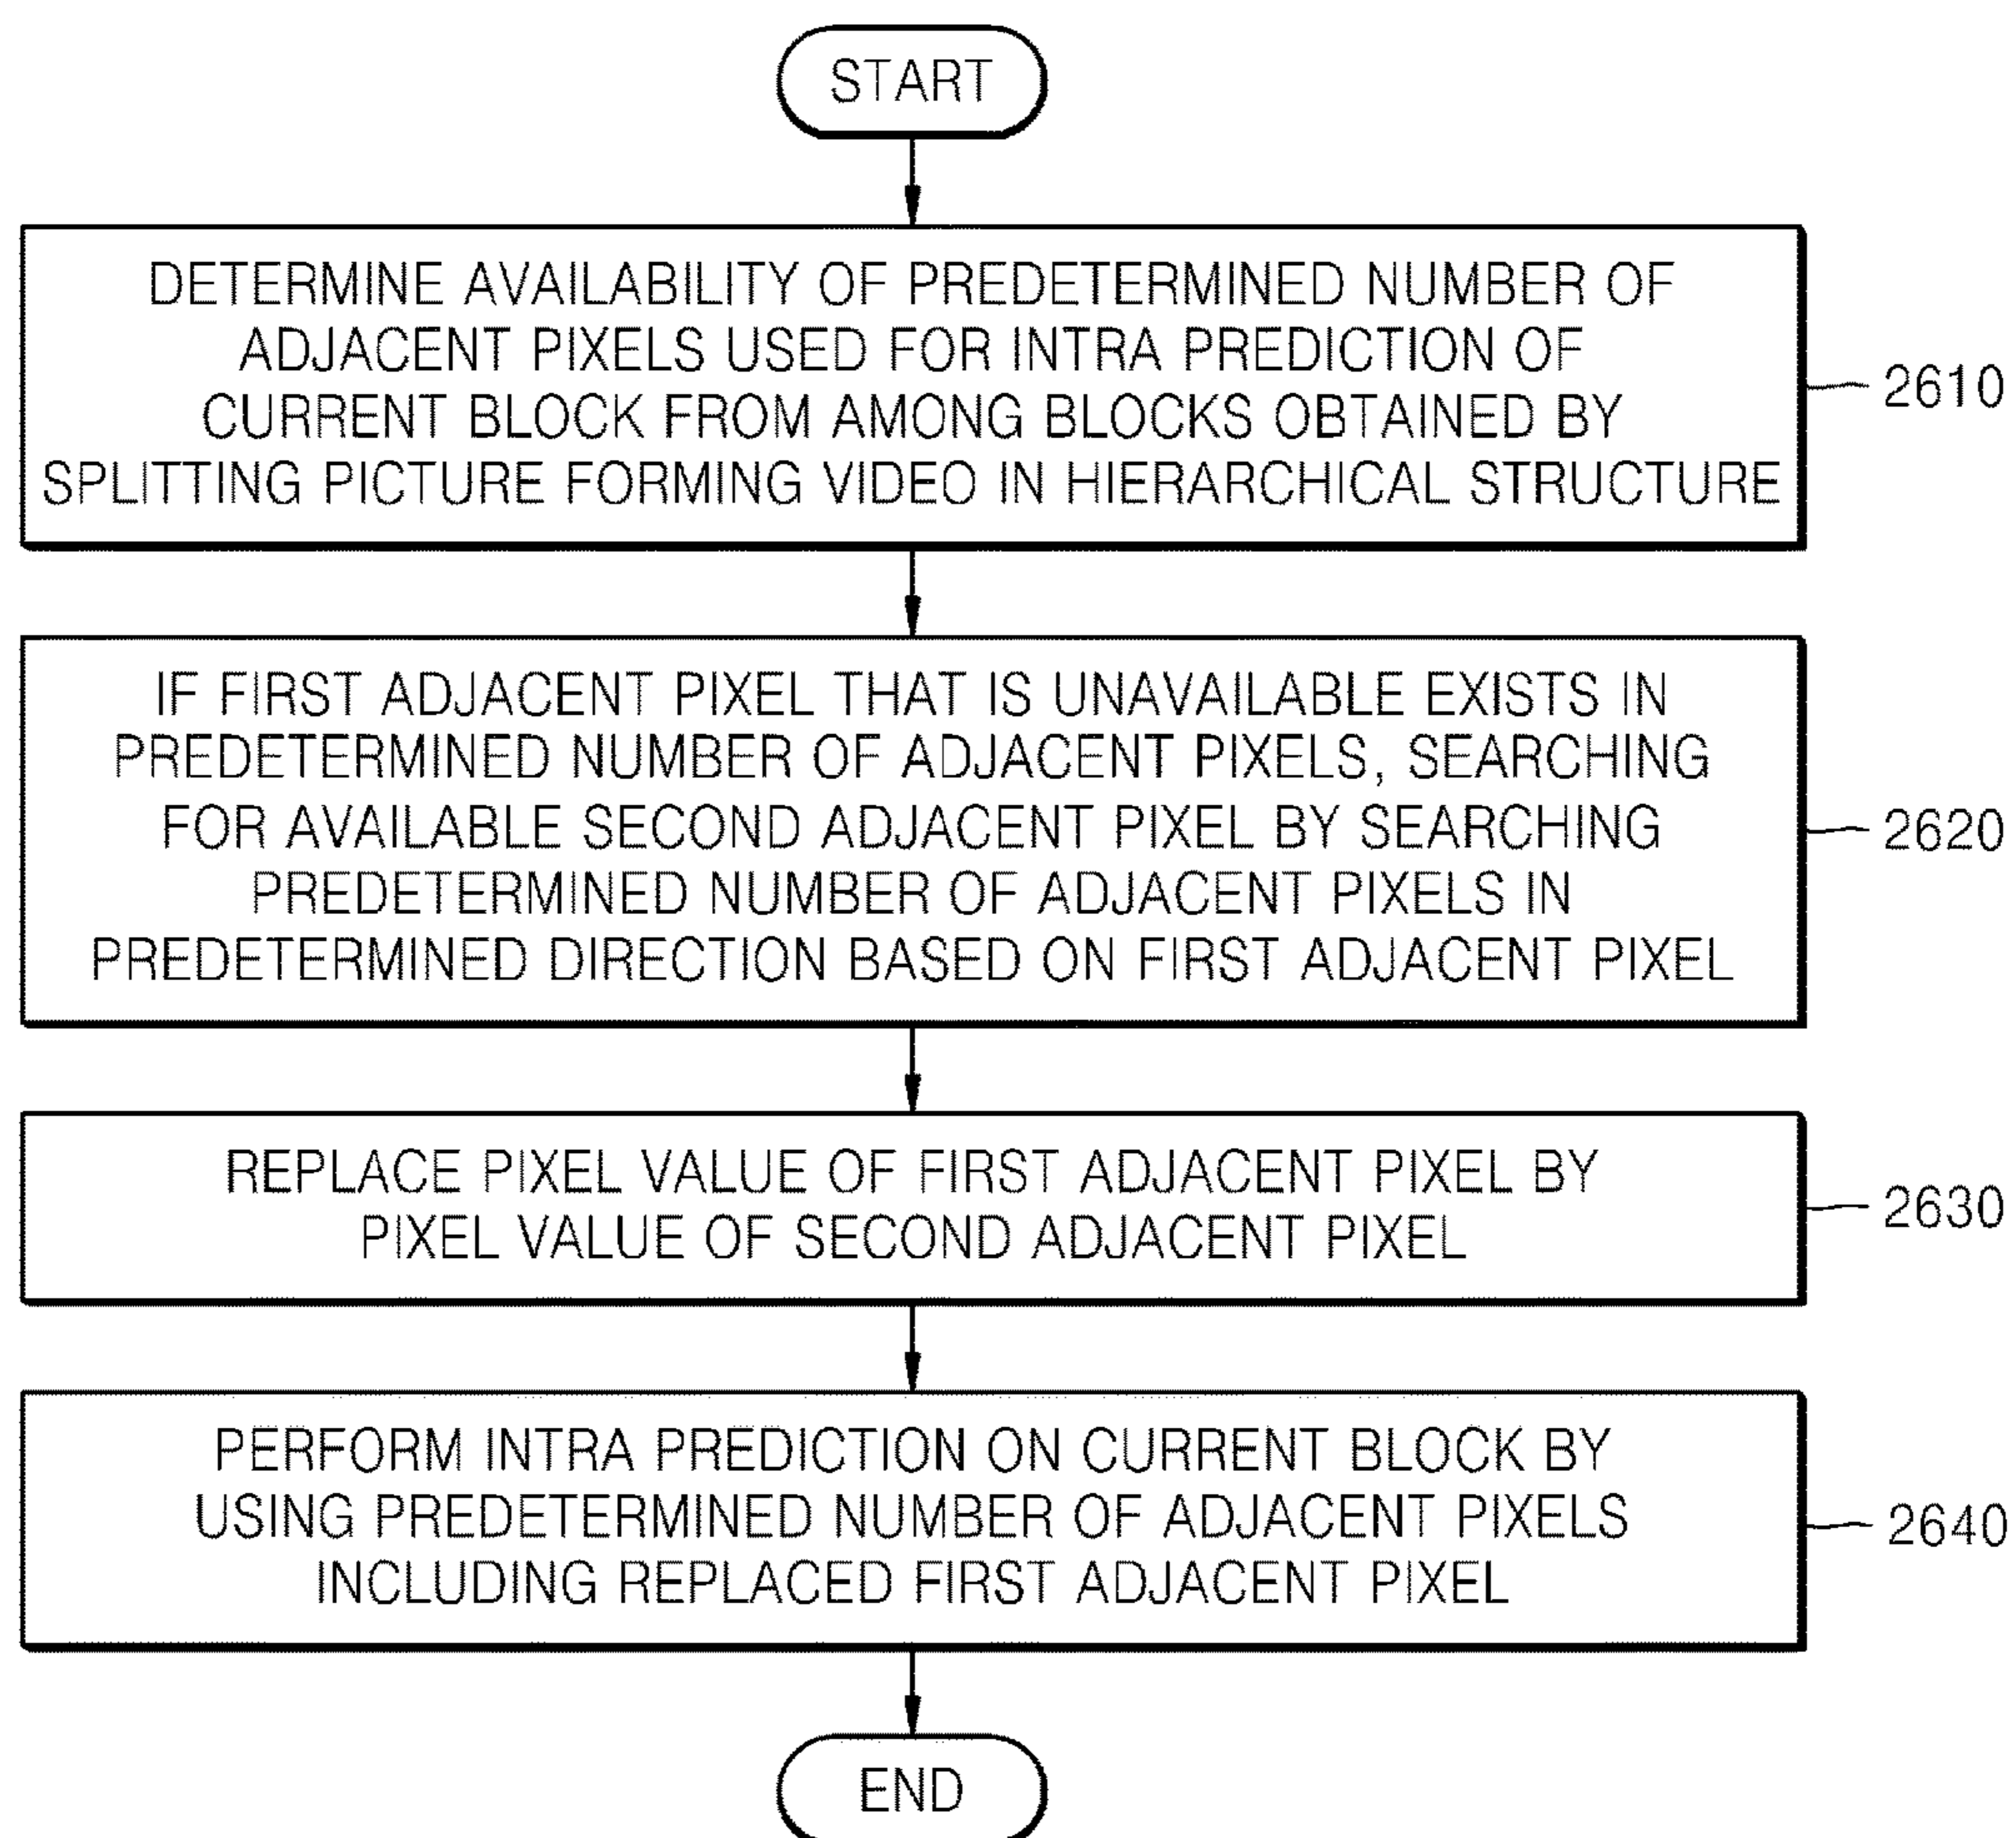 START
DETERMINE AVAILABILITY OF PREDETERMINED NUMBER OF
ADJACENT PIXELS USED FOR INTRA PREDICTION OF
CURRENT BLOCK FROM AMONG BLOCKS OBTAINED BY
SPLITTING PICTURE FORMING VIDEO IN HIERARCHICAL STRUCTURE
2610
IF FIRST ADJACENT PIXEL THAT IS UNAVAILABLE EXISTS IN
PREDETERMINED NUMBER OF ADJACENT PIXELS, SEARCHING
FOR AVAILABLE SECOND ADJACENT PIXEL BY SEARCHING
PREDETERMINED NUMBER OF ADJACENT PIXELS IN
PREDETERMINED DIRECTION BASED ON FIRST ADJACENT PIXEL
2620
REPLACE PIXEL VALUE OF FIRST ADJACENT PIXEL BY
PIXEL VALUE OF SECOND ADJACENT PIXEL
2630
PERFORM INTRA PREDICTION ON CURRENT BLOCK BY
USING PREDETERMINED NUMBER OF ADJACENT PIXELS
INCLUDING REPLACED FIRST ADJACENT PIXEL
2640
END